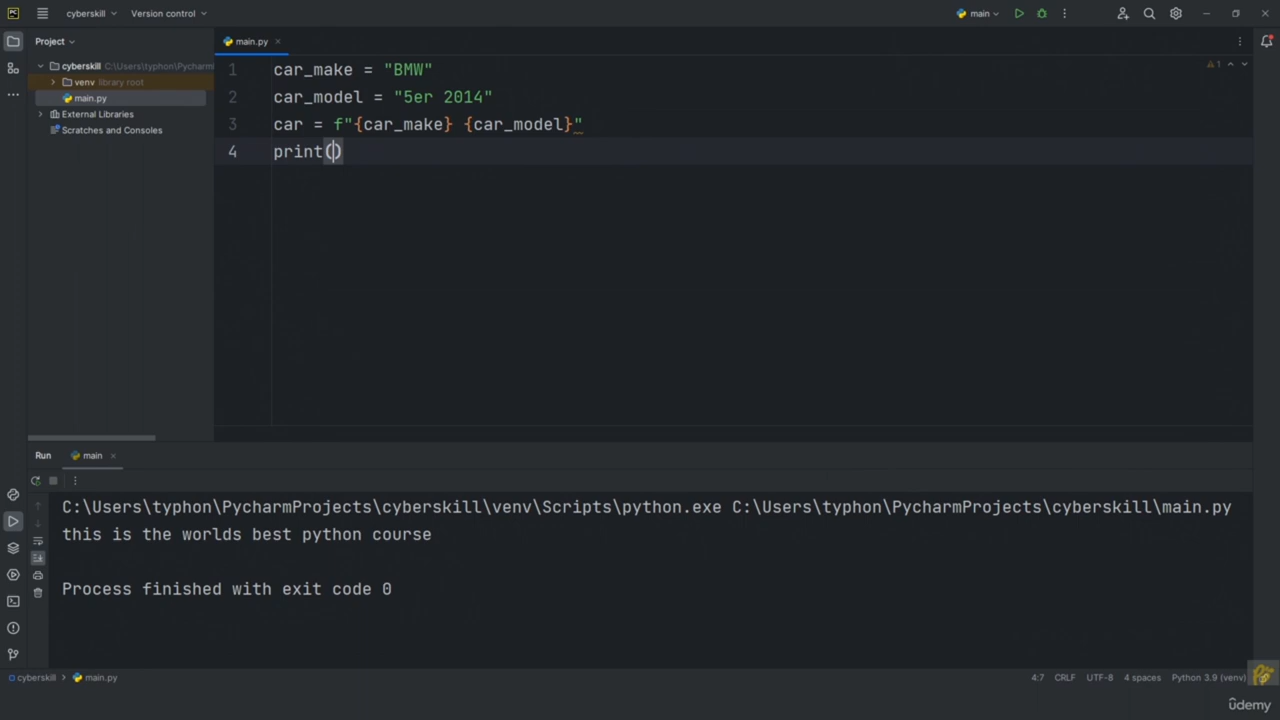 PC cyberskill Version control main
Project
main.py
cyberskill C:\Users\typhon\Pycharm
venv library root
main.py
External Libraries
Scratches and Consoles
1
1 car_make = "BMW"
2 car_model = "5er 2014"
3 car = f"{car_make} {car_model}"
4 print()
Run main
C:\Users\typhon\PycharmProjects\cyberskill\venv\Scripts\python.exe C:\Users\typhon\PycharmProjects\cyberskill\main.py
this is the worlds best python course
Process finished with exit code 0
cyberskill main.py 4:7 CRLF UTF-8 4 spaces Python 3.9 (venv)
ûdemy